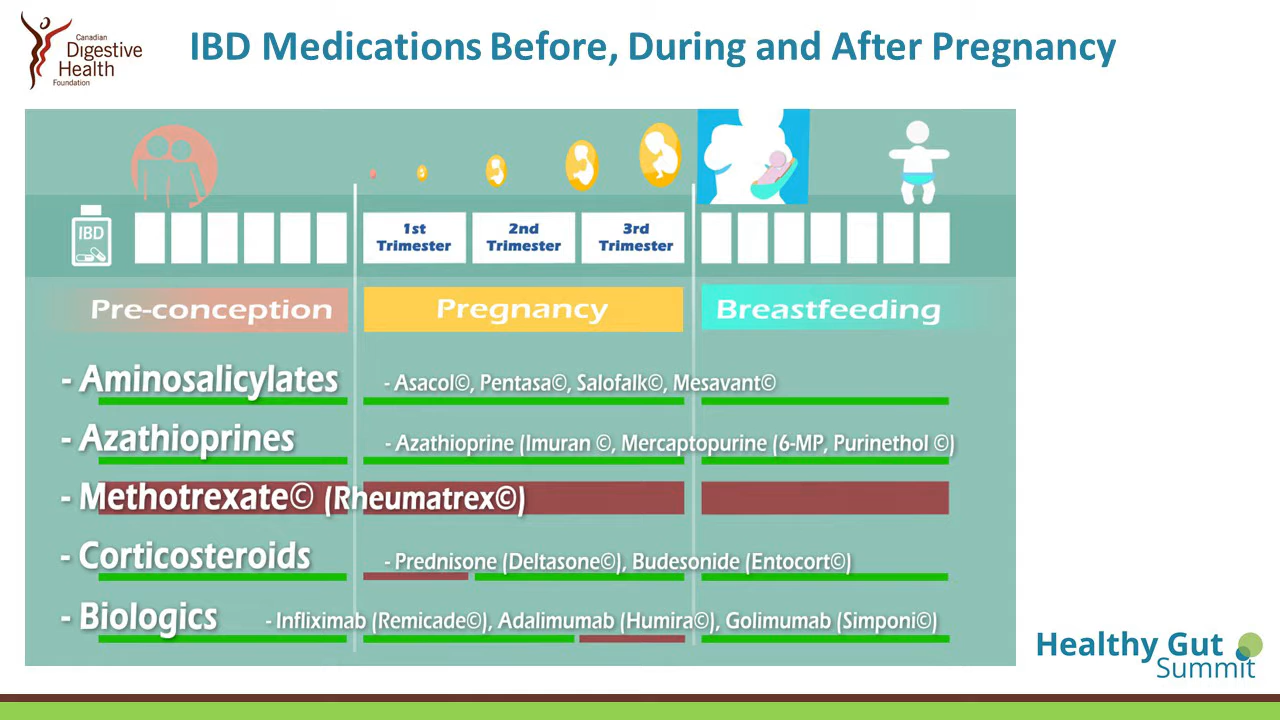 Canadian
Digestive
Health
Foundation
IBD Medications Before, During and After Pregnancy
IBD
1st
Trimester
2nd
Trimester
3rd
Trimester
Pre-conception
Pregnancy
Breastfeeding
- Aminosalicylates - Asacol©, Pentasa©, Salofalk©, Mesavant©
- Azathioprines - Azathioprine (Imuran ©, Mercaptopurine (6-MP, Purinethol ©)
- Methotrexate© (Rheumatrex©)
- Corticosteroids - Prednisone (Deltasone©), Budesonide (Entocort©)
- Biologics - Infliximab (Remicade©), Adalimumab (Humira©), Golimumab (Simponi©)
Healthy Gut
Summit